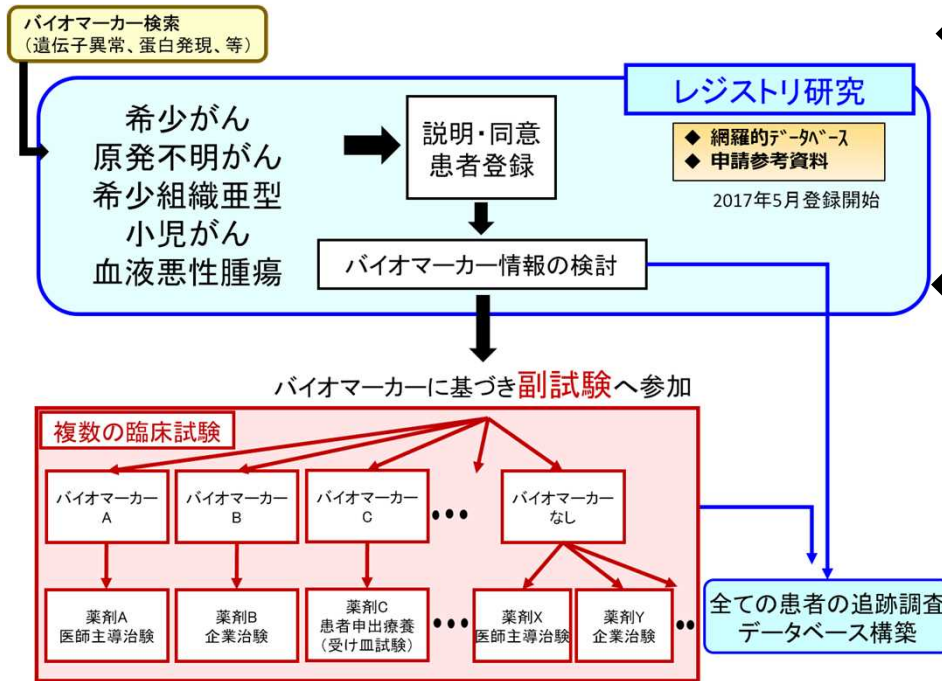 バイオマーカー検索
（遺伝子異常、蛋白発現、等）
レジストリ研究
希少がん
原発不明がん
希少組織亜型
小児がん
血液悪性腫瘍
説明・同意
患者登録
◆ 網羅的ﾃﾞｰﾀﾍﾞｰｽ
◆ 申請参考資料
2017年5月登録開始
バイオマーカー情報の検討
バイオマーカーに基づき副試験へ参加
複数の臨床試験
バイオマーカー
A
バイオマーカー
B
バイオマーカー
C
•••
バイオマーカー
なし
薬剤A
医師主導治験
薬剤B
企業治験
薬剤C
患者申出療養
（受け皿試験）
•••
薬剤X
医師主導治験
薬剤Y
企業治験
••
全ての患者の追跡調査
データベース構築